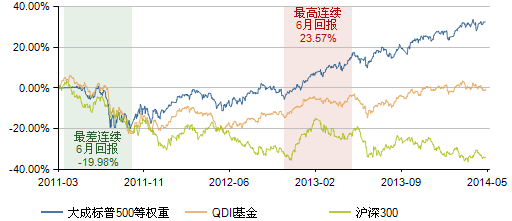 40.00%
最高连续
6月回报
23.57%
20.00%
0.00%
-20.00%
最差连续
6月回报
-19.98%
-40.00%
2011-03
2011-11
2012-06
2013-02
2013-09
2014-05
大成标普500等权重
QDI基金
沪深300